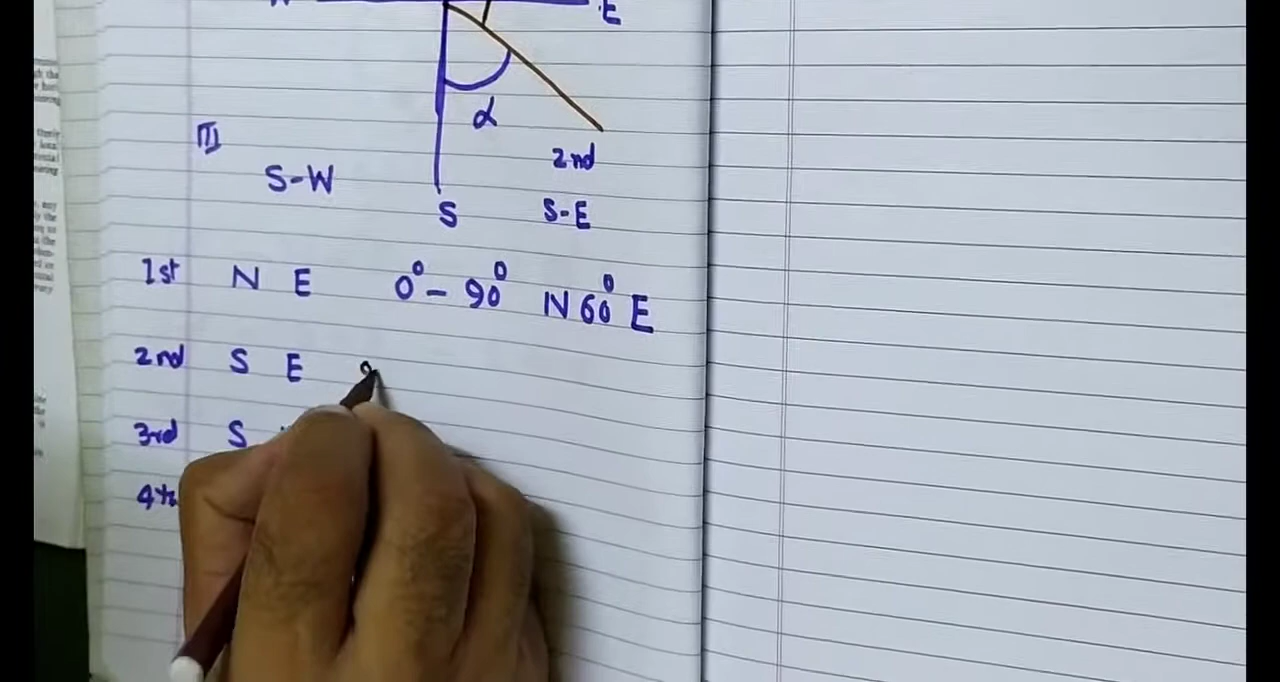 E
α
III
2nd
S-W
S
S-E
1st N E 0° - 90° N 60° E
2nd S E
3rd S
4th